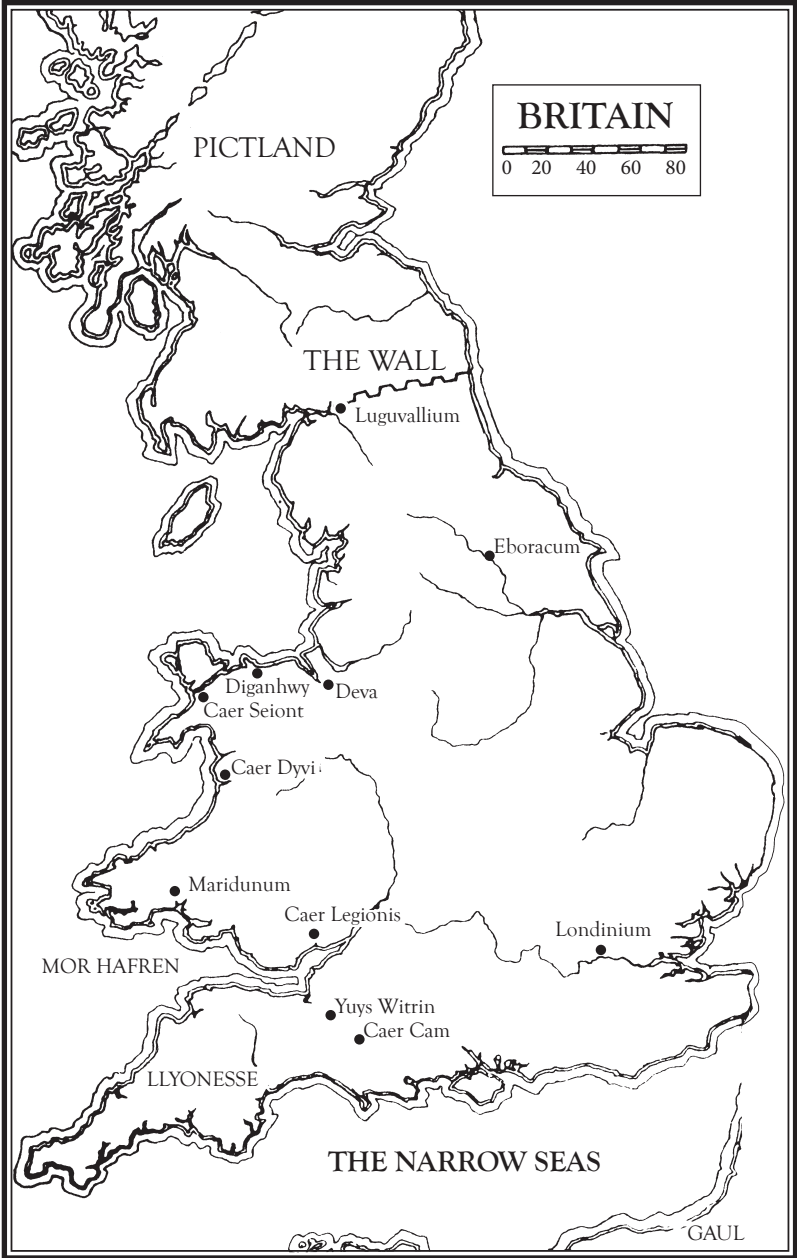 BRITAIN
0 20 40 60 80
PICTLAND
THE WALL
Luguvallium
Eboracum
Diganhwy
Deva
Caer Seiont
Caer Dyvi
Maridunum
Caer Legionis
Londinium
MOR HAFREN
Yuys Witrin
Caer Cam
LLYONESSE
THE NARROW SEAS
GAUL